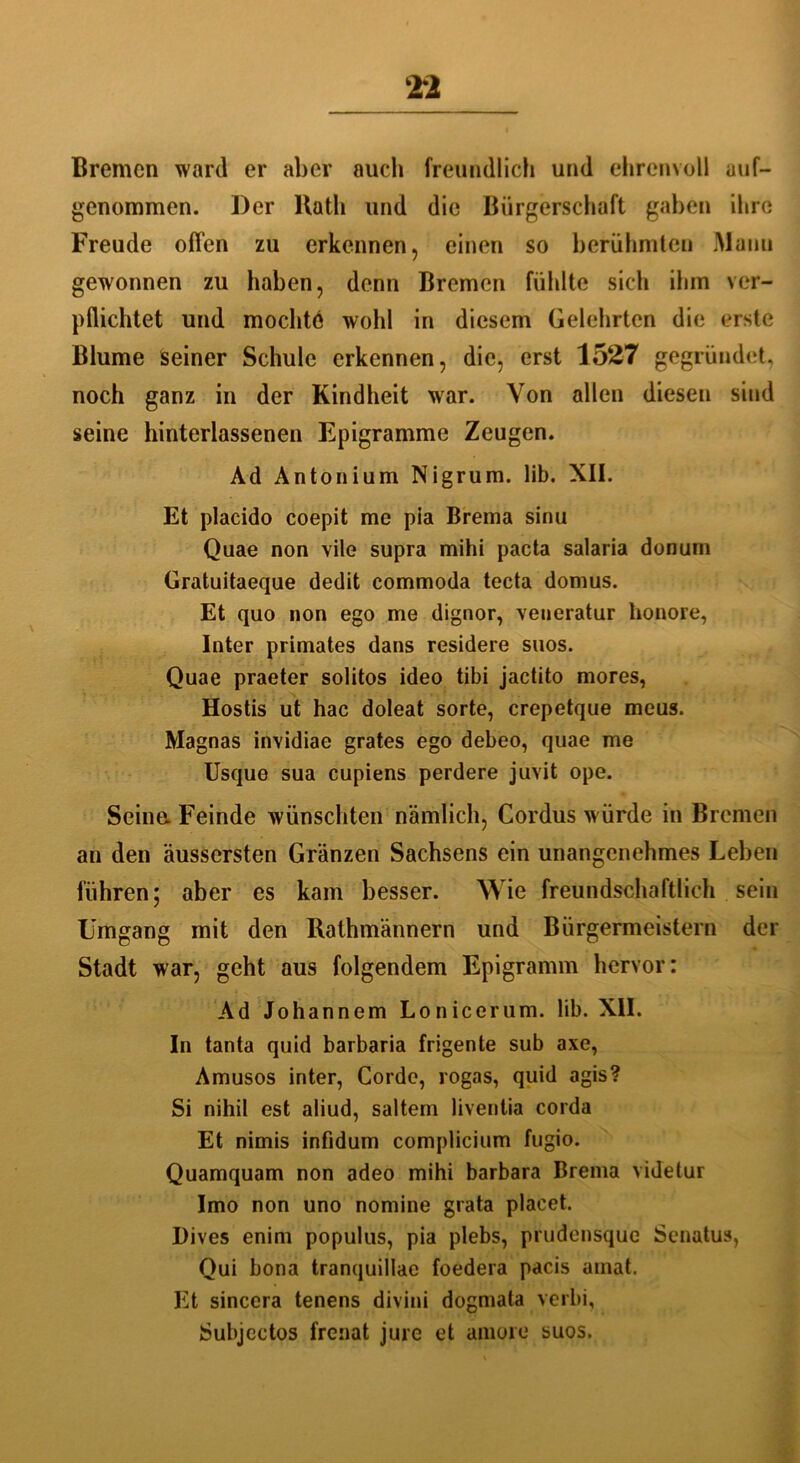 22
Bremen ward er aber auch freundlich und ehrenvoll auf-
genommen. Der Rath und die Bürgerschaft gaben ihre
Freude offen zu erkennen, einen so berühmten Mann
gewonnen zu haben, denn Bremen fühlte sich ihm ver-
pflichtet und mochte wohl in diesem Gelehrten die erste
Blume seiner Schule erkennen, die, erst 1527 gegründet,
noch ganz in der Kindheit war. Von allen diesen sind
seine hinterlassenen Epigramme Zeugen.
Ad Antonium Nigrum. lib. XII.
Et placido coepit me pia Brema sinu
Quae non vile supra mihi pacta salaria donum
Gratuitaeque dedit commoda tecta domus.
Et quo non ego me dignor, veneratur honore,
Inter primates dans residere suos.
Quae praeter solitos ideo tibi jactito mores,
Hostis ut hac doleat sorte, crepetque meus.
Magnas invidiae grates ego debeo, quae me
Usque sua cupiens perdere juvit ope.
Seine Feinde wünschten nämlich, Cordus würde in Bremen
an den äussersten Gränzen Sachsens ein unangenehmes Leben
führen; aber es kam besser. Wie freundschaftlich sein
Umgang mit den Rathmännern und Bürgermeistern der
Stadt war, geht aus folgendem Epigramm hervor:
Ad Johannem Lonicerum. lib. XII.
In tanta quid barbaria frigente sub axe,
Amusos inter, Corde, rogas, quid agis?
Si nihil est aliud, saltem liventia corda
Et nimis infidum complicium fugio.
Quamquam non adeo mihi barbara Brema videtur
Imo non uno nomine grata placet.
Dives enim populus, pia plebs, prudensque Senatus,
Qui bona tranquillae foedera pacis amat.
Et sincera tenens divini dogmata verbi,
Subjectos frenat jure et amore suos.